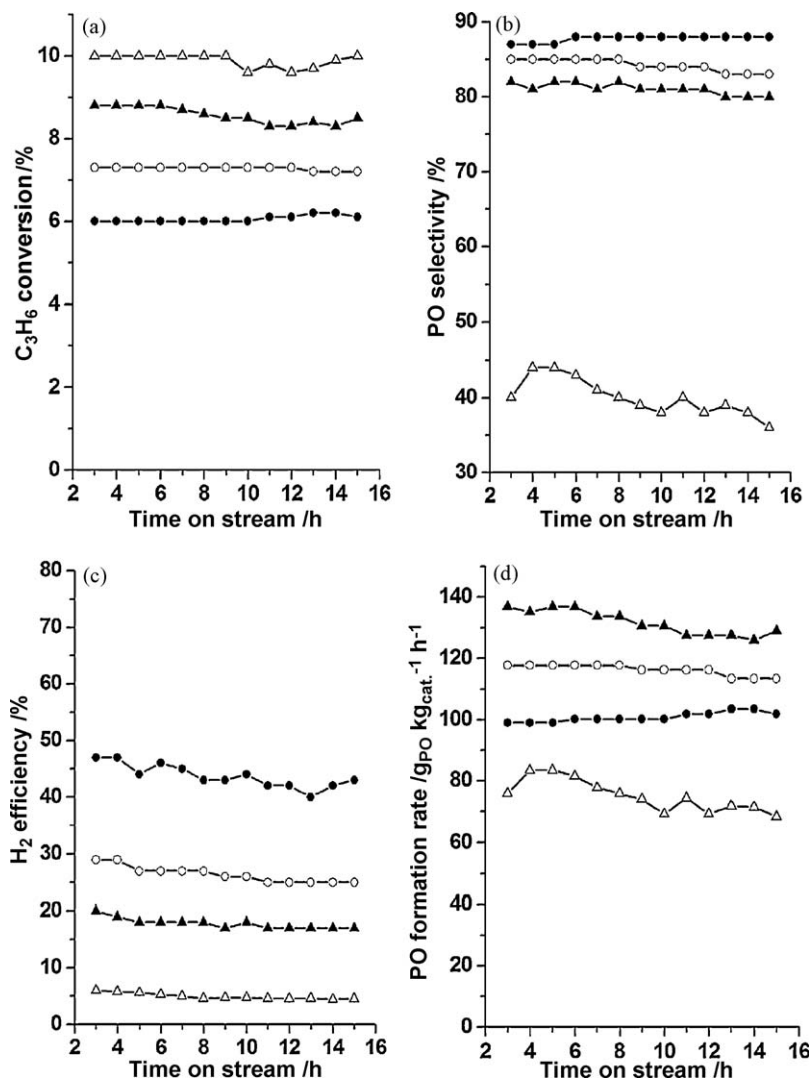 (a)
10
8
6
4
2
0
C₃H₆ conversion /%
2 4 6 8 10 12 14 16
Time on stream /h
(b)
90
80
70
60
50
40
30
PO selectivity /%
2 4 6 8 10 12 14 16
Time on stream /h
(c)
80
70
60
50
40
30
20
10
0
H₂ efficiency /%
2 4 6 8 10 12 14 16
Time on stream /h
(d)
140
120
100
80
60
40
20
0
PO formation rate /gPO kgcat.⁻¹ h⁻¹
2 4 6 8 10 12 14 16
Time on stream /h